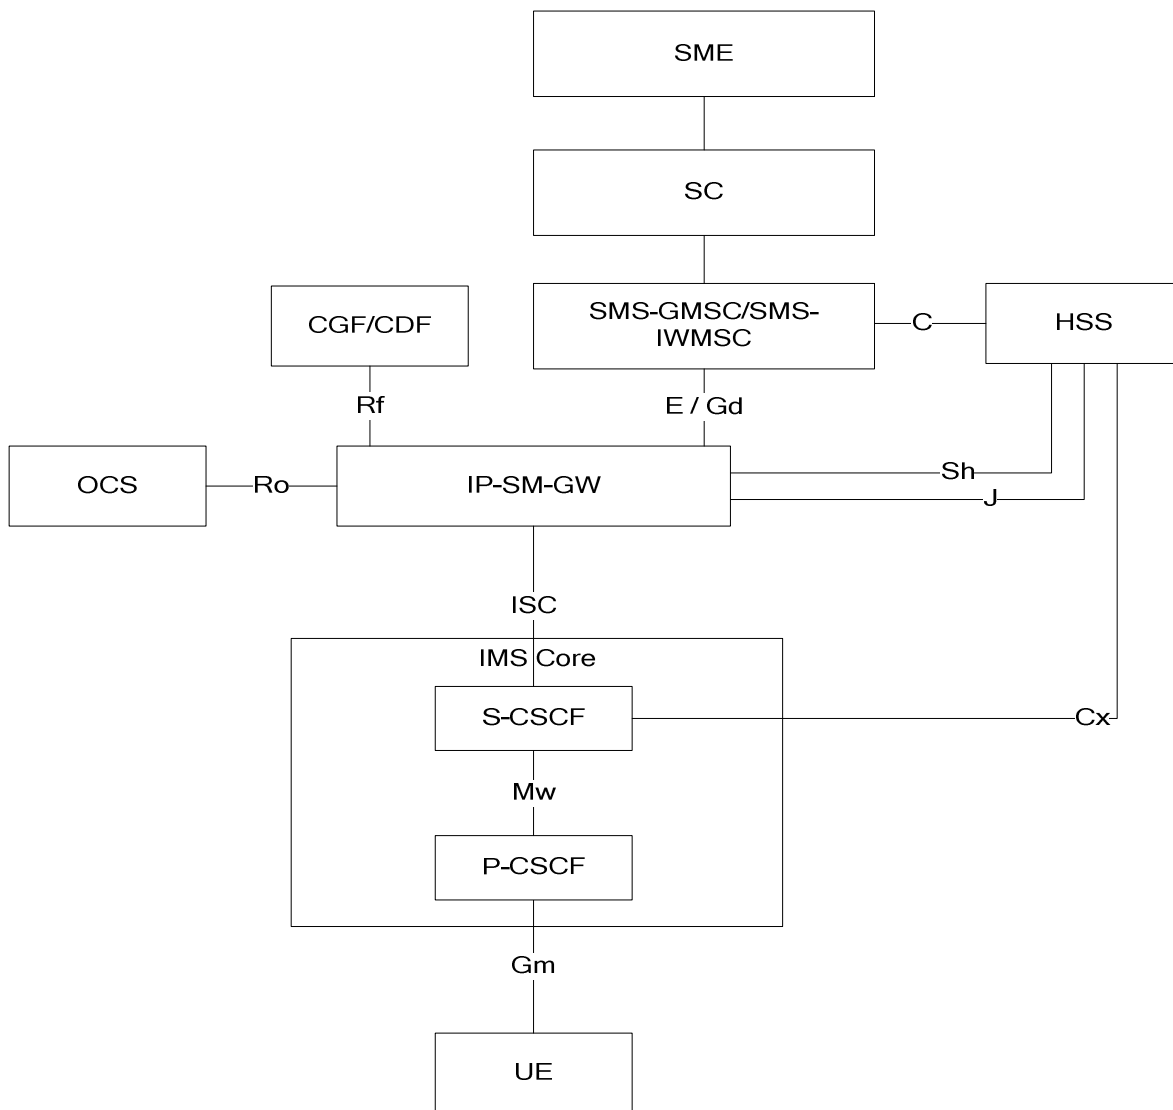 SME
SC
SMS-GMSC/SMS-
IWMSC
C
HSS
CGF/CDF
Rf
E / Gd
OCS
Ro
IP-SM-GW
Sh
J
ISC
IMS Core
S-CSCF
Cx
Mw
P-CSCF
Gm
UE